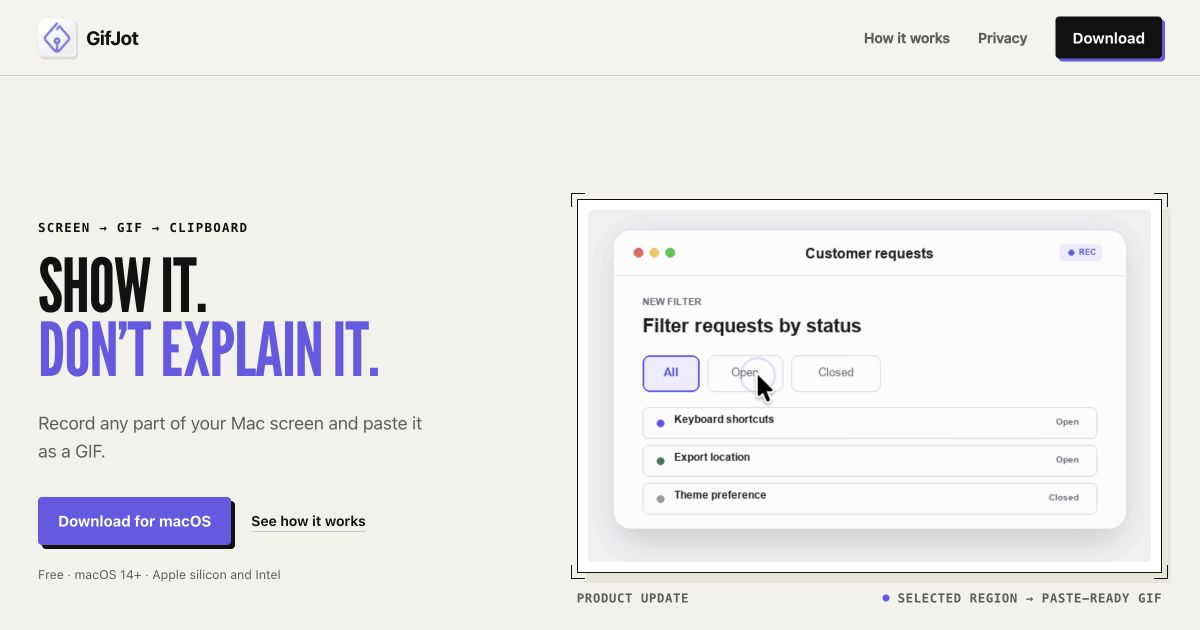 GifJot
How it works
Privacy
Download
SCREEN → GIF → CLIPBOARD
SHOW IT.
DON'T EXPLAIN IT.
Record any part of your Mac screen and paste it
as a GIF.
Download for macOS
See how it works
Free · macOS 14+ · Apple silicon and Intel
Customer requests
REC
NEW FILTER
Filter requests by status
All
Open
Closed
Keyboard shortcuts
Open
Export location
Open
Theme preference
Closed
PRODUCT UPDATE
SELECTED REGION → PASTE–READY GIF